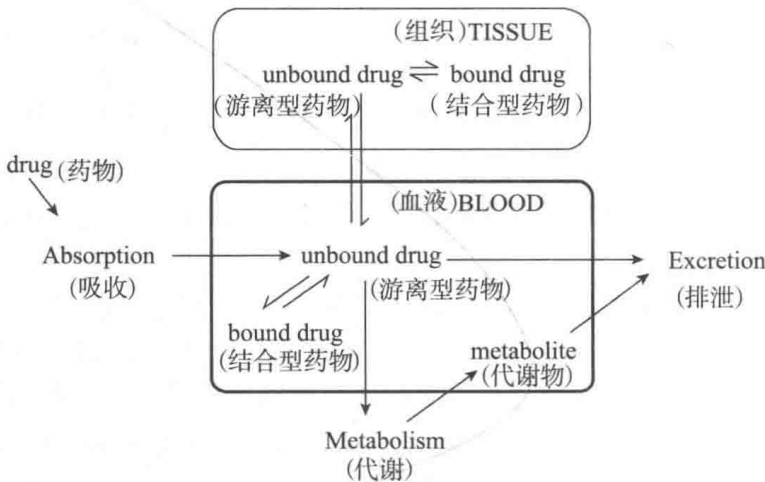 (组织)TISSUE
unbound drug ⇌ bound drug
(游离型药物) (结合型药物)
drug(药物)
(血液)BLOOD
Absorption
(吸收)
unbound drug
(游离型药物)
Excretion
(排泄)
bound drug
(结合型药物)
metabolite
(代谢物)
Metabolism
(代谢)